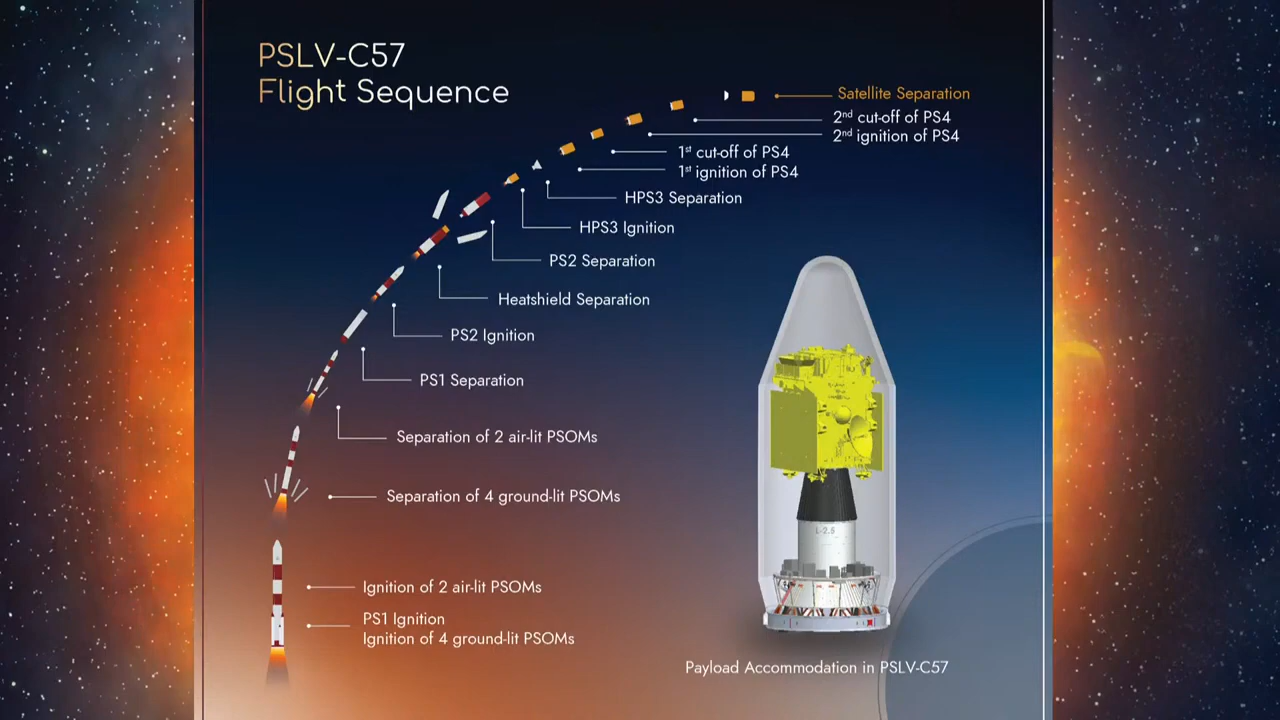 PSLV-C57
Flight Sequence
Satellite Separation
2nd cut-off of PS4
2nd ignition of PS4
1st cut-off of PS4
1st ignition of PS4
HPS3 Separation
HPS3 Ignition
PS2 Separation
Heatshield Separation
PS2 Ignition
PS1 Separation
Separation of 2 air-lit PSOMs
Separation of 4 ground-lit PSOMs
Ignition of 2 air-lit PSOMs
PS1 Ignition
Ignition of 4 ground-lit PSOMs
L-2.5
Payload Accommodation in PSLV-C57